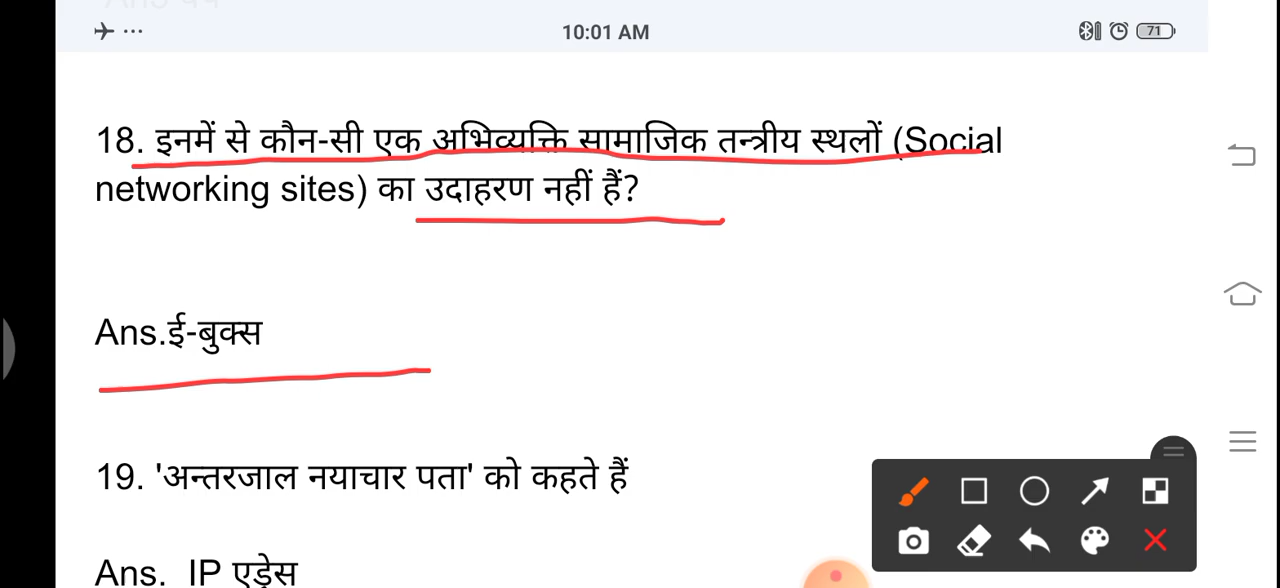 10:01 AM
71
18. इनमें से कौन-सी एक अभिव्यक्ति सामाजिक तन्त्रीय स्थलों (Social
networking sites) का उदाहरण नहीं हैं?
Ans.ई-बुक्स
19. 'अन्तरजाल नयाचार पता' को कहते हैं
Ans. IP एड्रेस